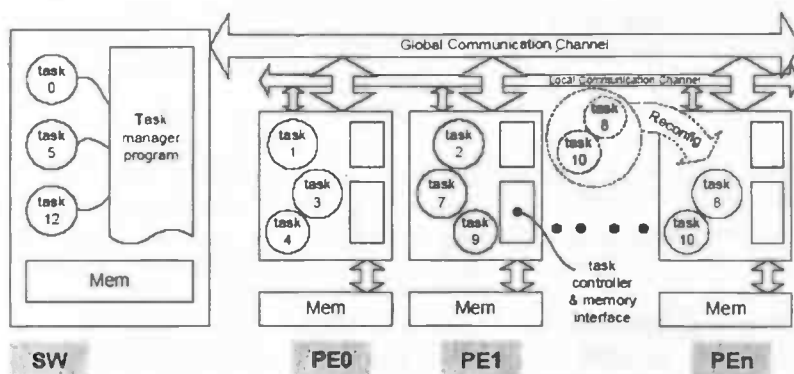 Global Communication Channel
Local Communication Channel
task
0
task
5
task
12
Task
manager
program
Mem
task
1
task
3
task
4
task
2
task
7
task
9
task
8
task
10
Reconfig
task
8
task
10
task
controller
& memory
interface
Mem
Mem
Mem
SW
PE0
PE1
PEn